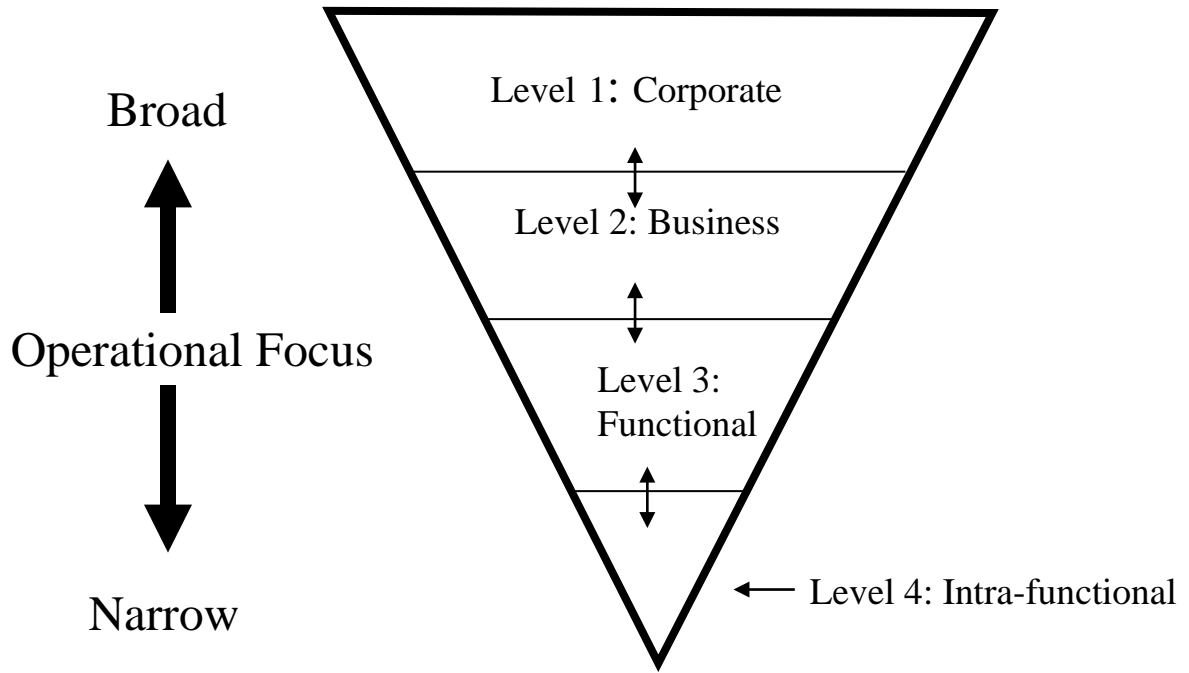 Level 1: Corporate
Broad
Level 2: Business
Operational Focus
Level 3:
Functional
Level 4: Intra-functional
Narrow